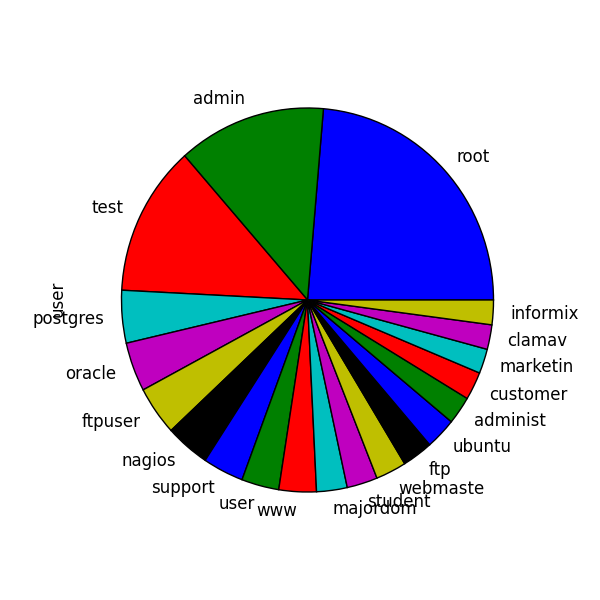 admin
root
test
user
postgres
oracle
ftpuser
nagios
support
user
www
majordom
student
webmaste
ftp
ubuntu
administ
customer
marketin
clamav
informix